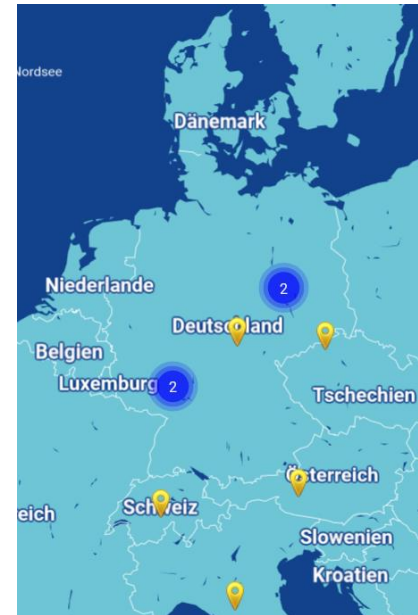 Nordsee
Dänemark
Niederlande
2
Deutschland
Belgien
Luxemburg
2
Tschechien
Österreich
Schweiz
eich
Slowenien
Kroatien